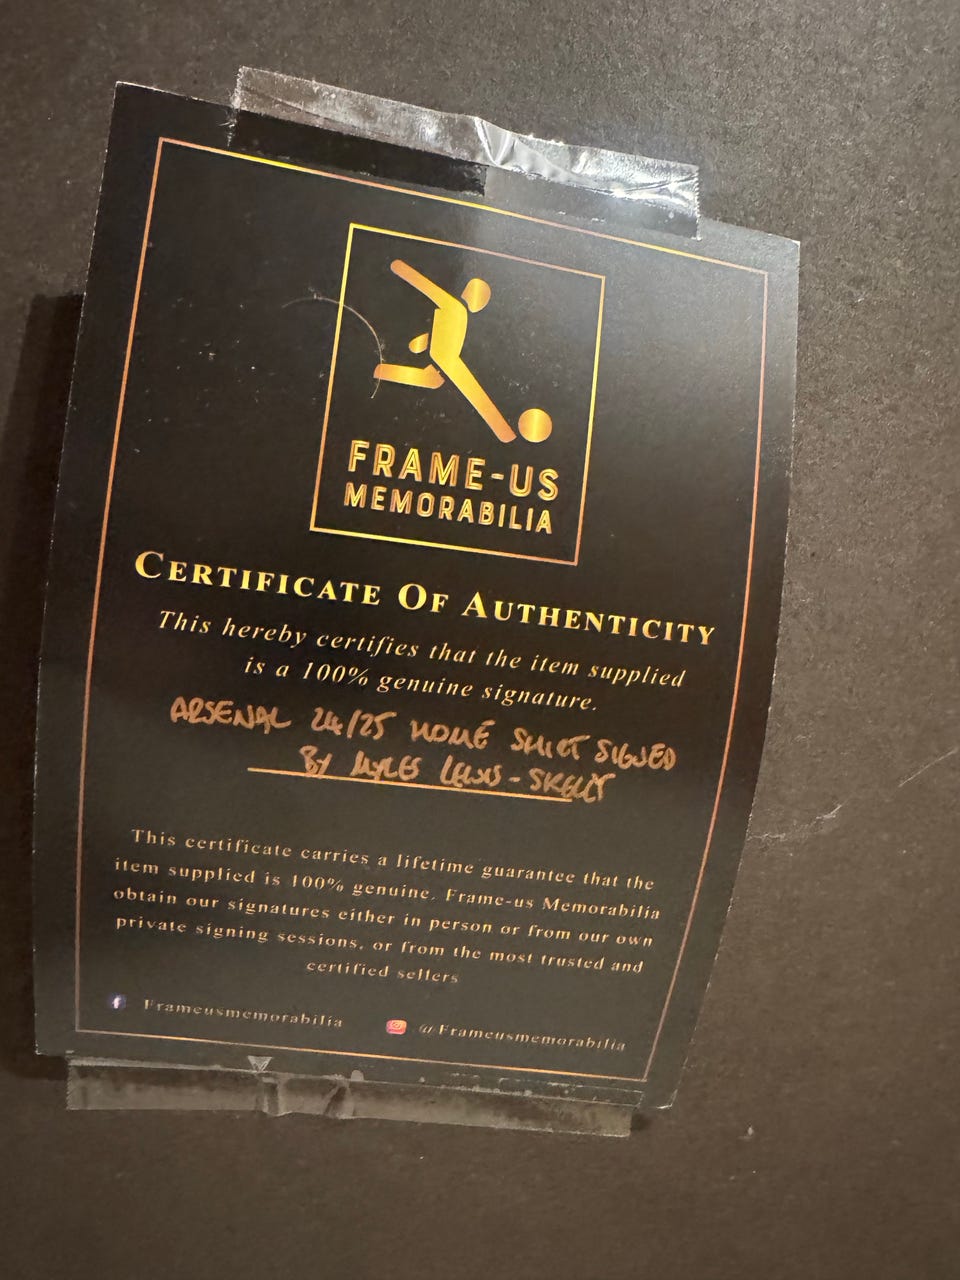 FRAME-US
MEMORABILIA
CERTIFICATE OF AUTHENTICITY
This hereby certifies that the item supplied
is a 100% genuine signature.
ARSENAL 24/25 HOME SHIRT SIGNED
BY MYLES LEWIS-SKELLY
This certificate carries a lifetime guarantee that the
item supplied is 100% genuine. Frame-us Memorabilia
obtain our signatures either in person or from our own
private signing sessions, or from the most trusted and
certified sellers
Frameusmemorabilia @Frameusmemorabilia